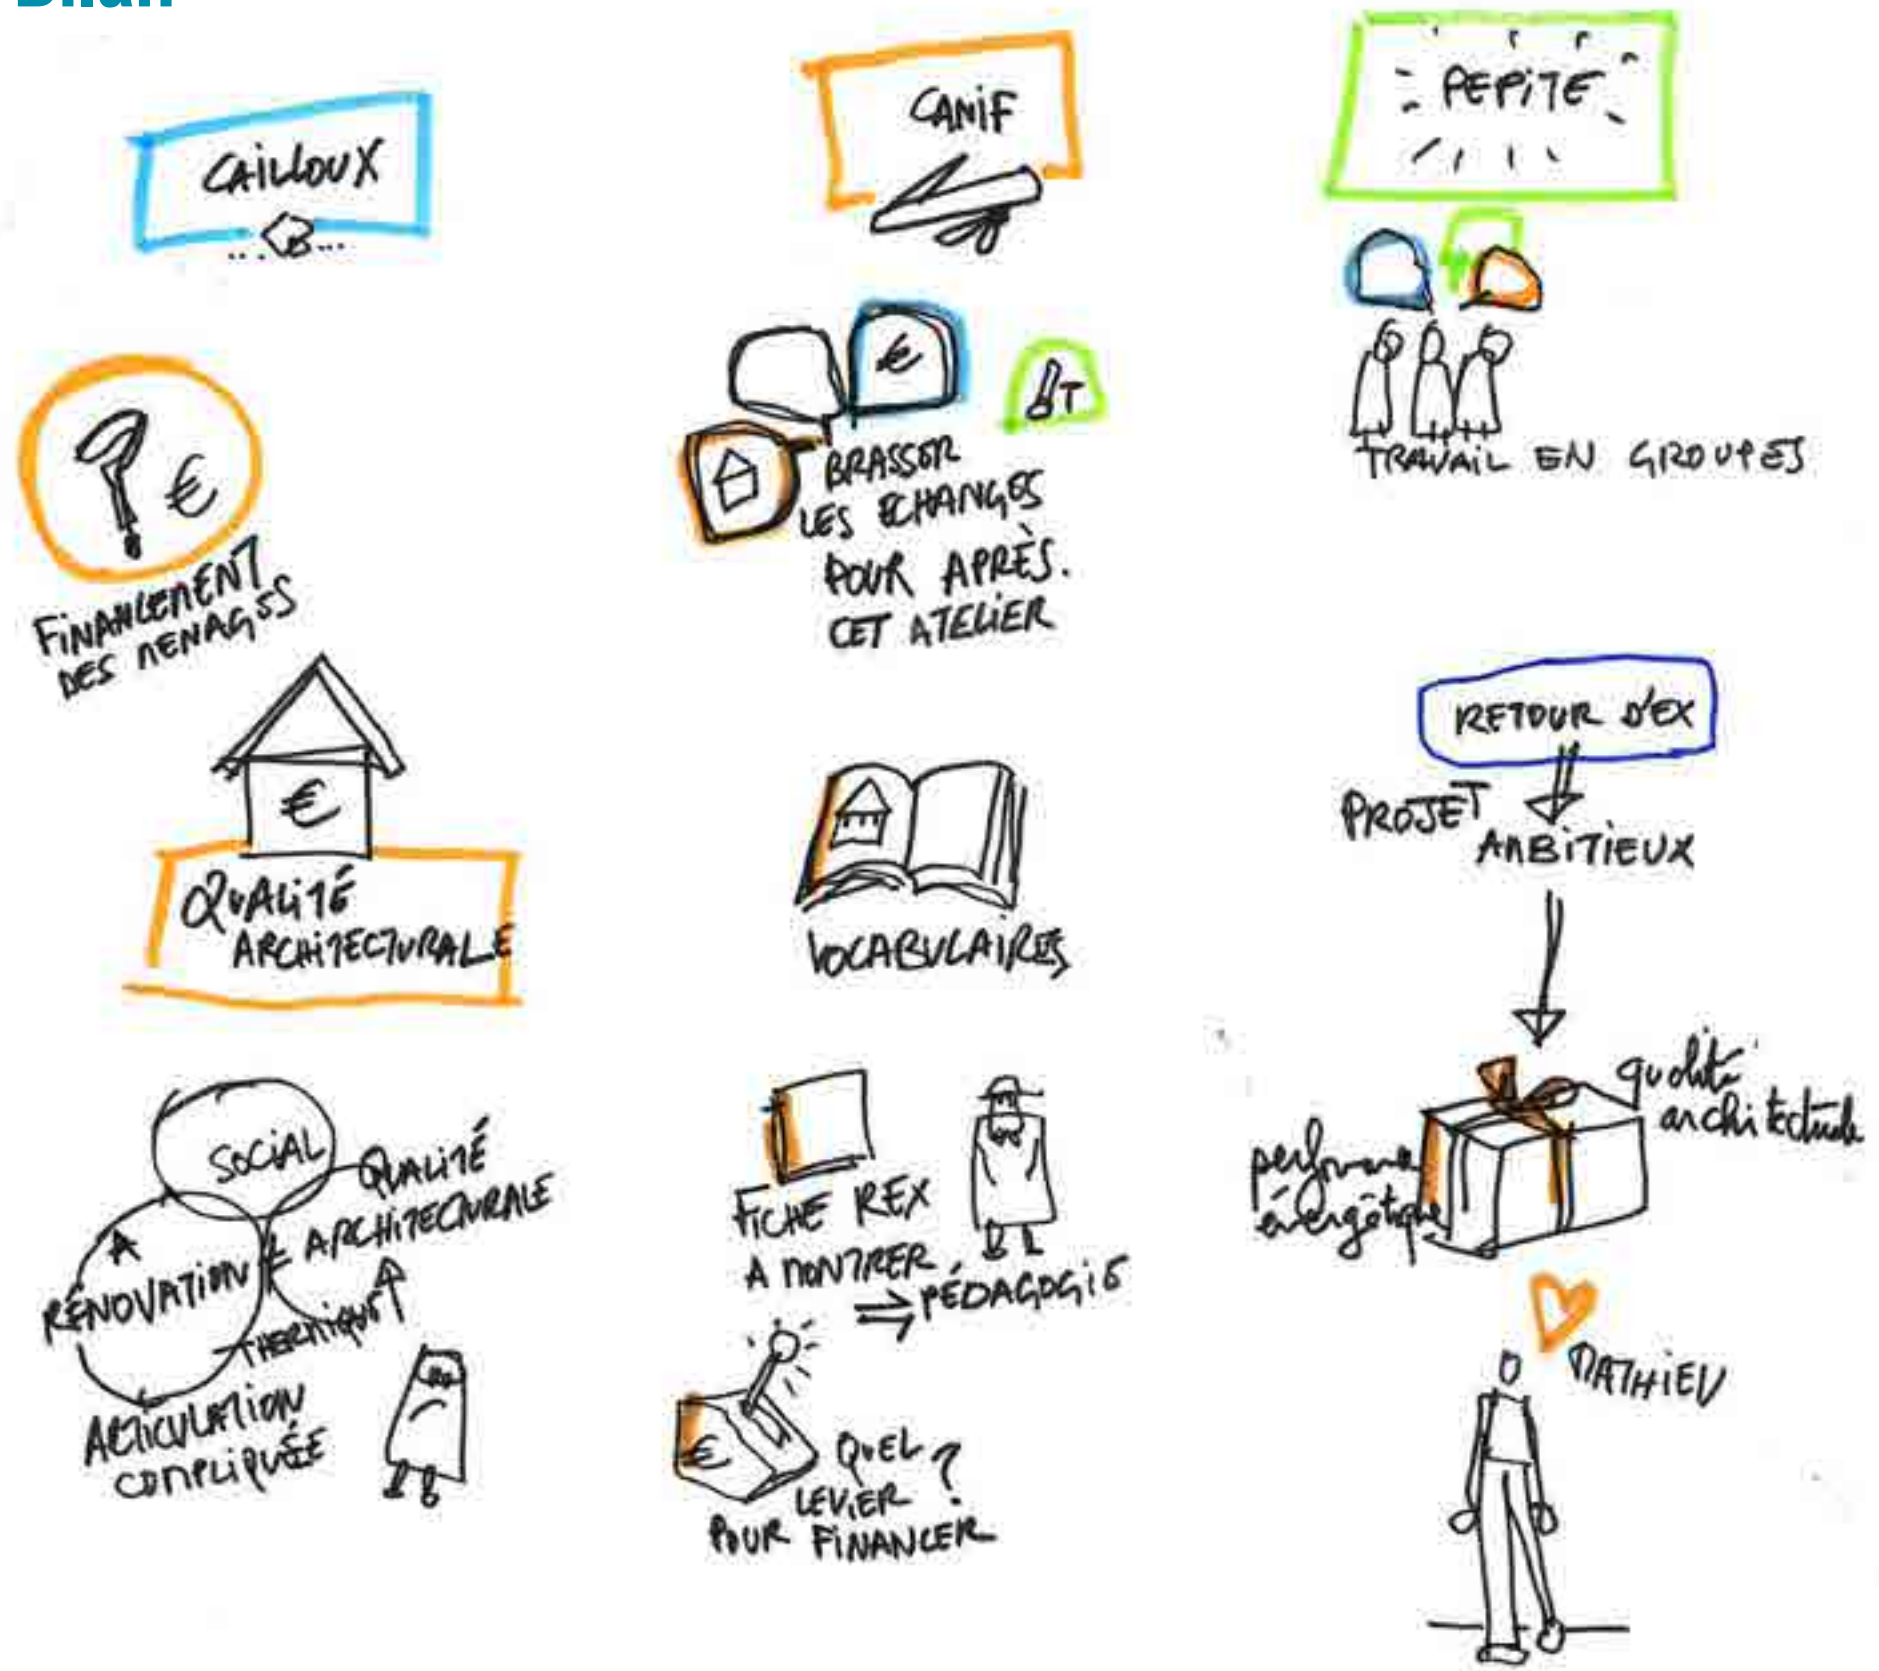 Bilan
CAILLOUX
€
FINANCEMENT
DES MENAGES
€
QUALITÉ
ARCHITECTURALE
SOCIAL
QUALITÉ
ARCHITECTURALE
RÉNOVATION
THERMIQUE
ARTICULATION
COMPLIQUÉE
CANIF
€
T
BRASSER
LES ECHANGES
POUR APRÈS.
CET ATELIER
VOCABULAIRES
FICHE REX
A MONTRER
PÉDAGOGIE
€
QUEL
LEVIER ?
POUR FINANCER
PEPITE
TRAVAIL EN GROUPES
RETOUR D'EX
PROJET
AMBITIEUX
qualité
architecturale
performance
énergétique
MATHIEU